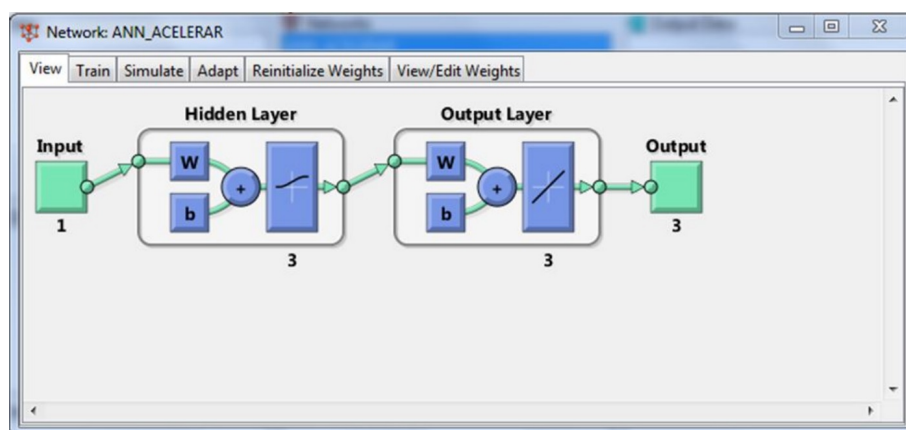 Network: ANN_ACELERAR
View Train Simulate Adapt Reinitialize Weights View/Edit Weights
Hidden Layer Output Layer
Input Output
W W
+ +
b b
1 3
3 3